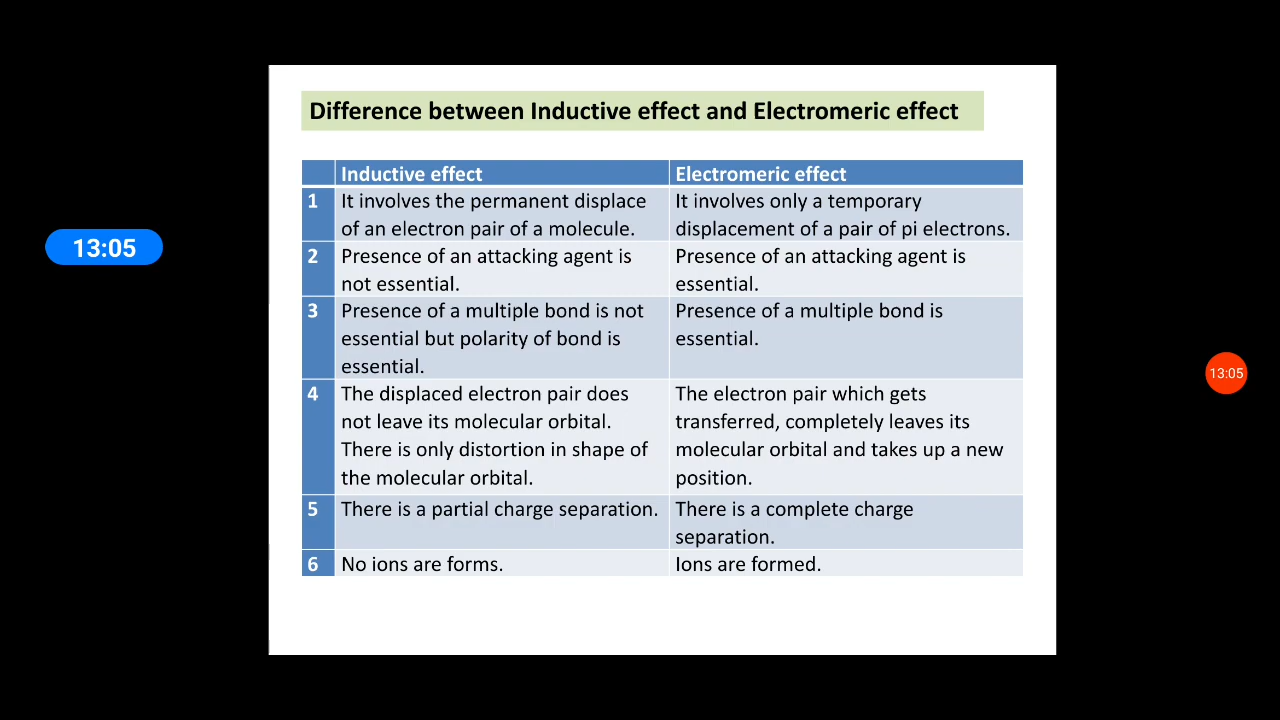 Difference between Inductive effect and Electromeric effect
Inductive effect
Electromeric effect
1
It involves the permanent displace
of an electron pair of a molecule.
It involves only a temporary
displacement of a pair of pi electrons.
2
Presence of an attacking agent is
not essential.
Presence of an attacking agent is
essential.
3
Presence of a multiple bond is not
essential but polarity of bond is
essential.
Presence of a multiple bond is
essential.
4
The displaced electron pair does
not leave its molecular orbital.
There is only distortion in shape of
the molecular orbital.
The electron pair which gets
transferred, completely leaves its
molecular orbital and takes up a new
position.
5
There is a partial charge separation.
There is a complete charge
separation.
6
No ions are forms.
Ions are formed.
13:05
13:05